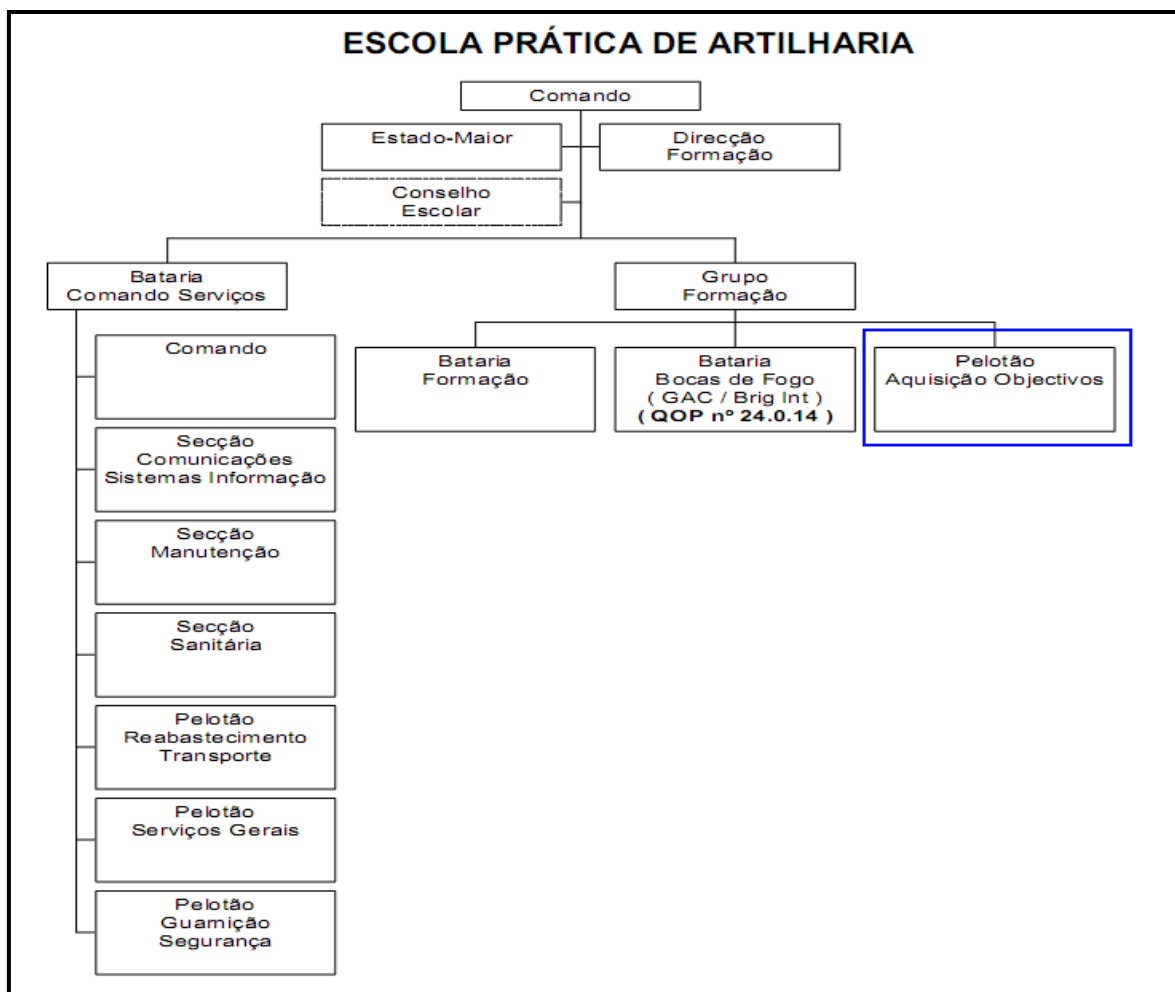 ESCOLA PRÁTICA DE ARTILHARIA
Comando
Estado-Maior
Direcção
Formação
Conselho
Escolar
Bataria
Comando Serviços
Grupo
Formação
Comando
Secção
Comunicações
Sistemas Informação
Secção
Manutenção
Secção
Sanitária
Pelotão
Reabastecimento
Transporte
Pelotão
Serviços Gerais
Pelotão
Guarnição
Segurança
Bataria
Formação
Bataria
Bocas de Fogo
( GAC / Brig Int )
( QOP nº 24.0.14 )
Pelotão
Aquisição Objectivos